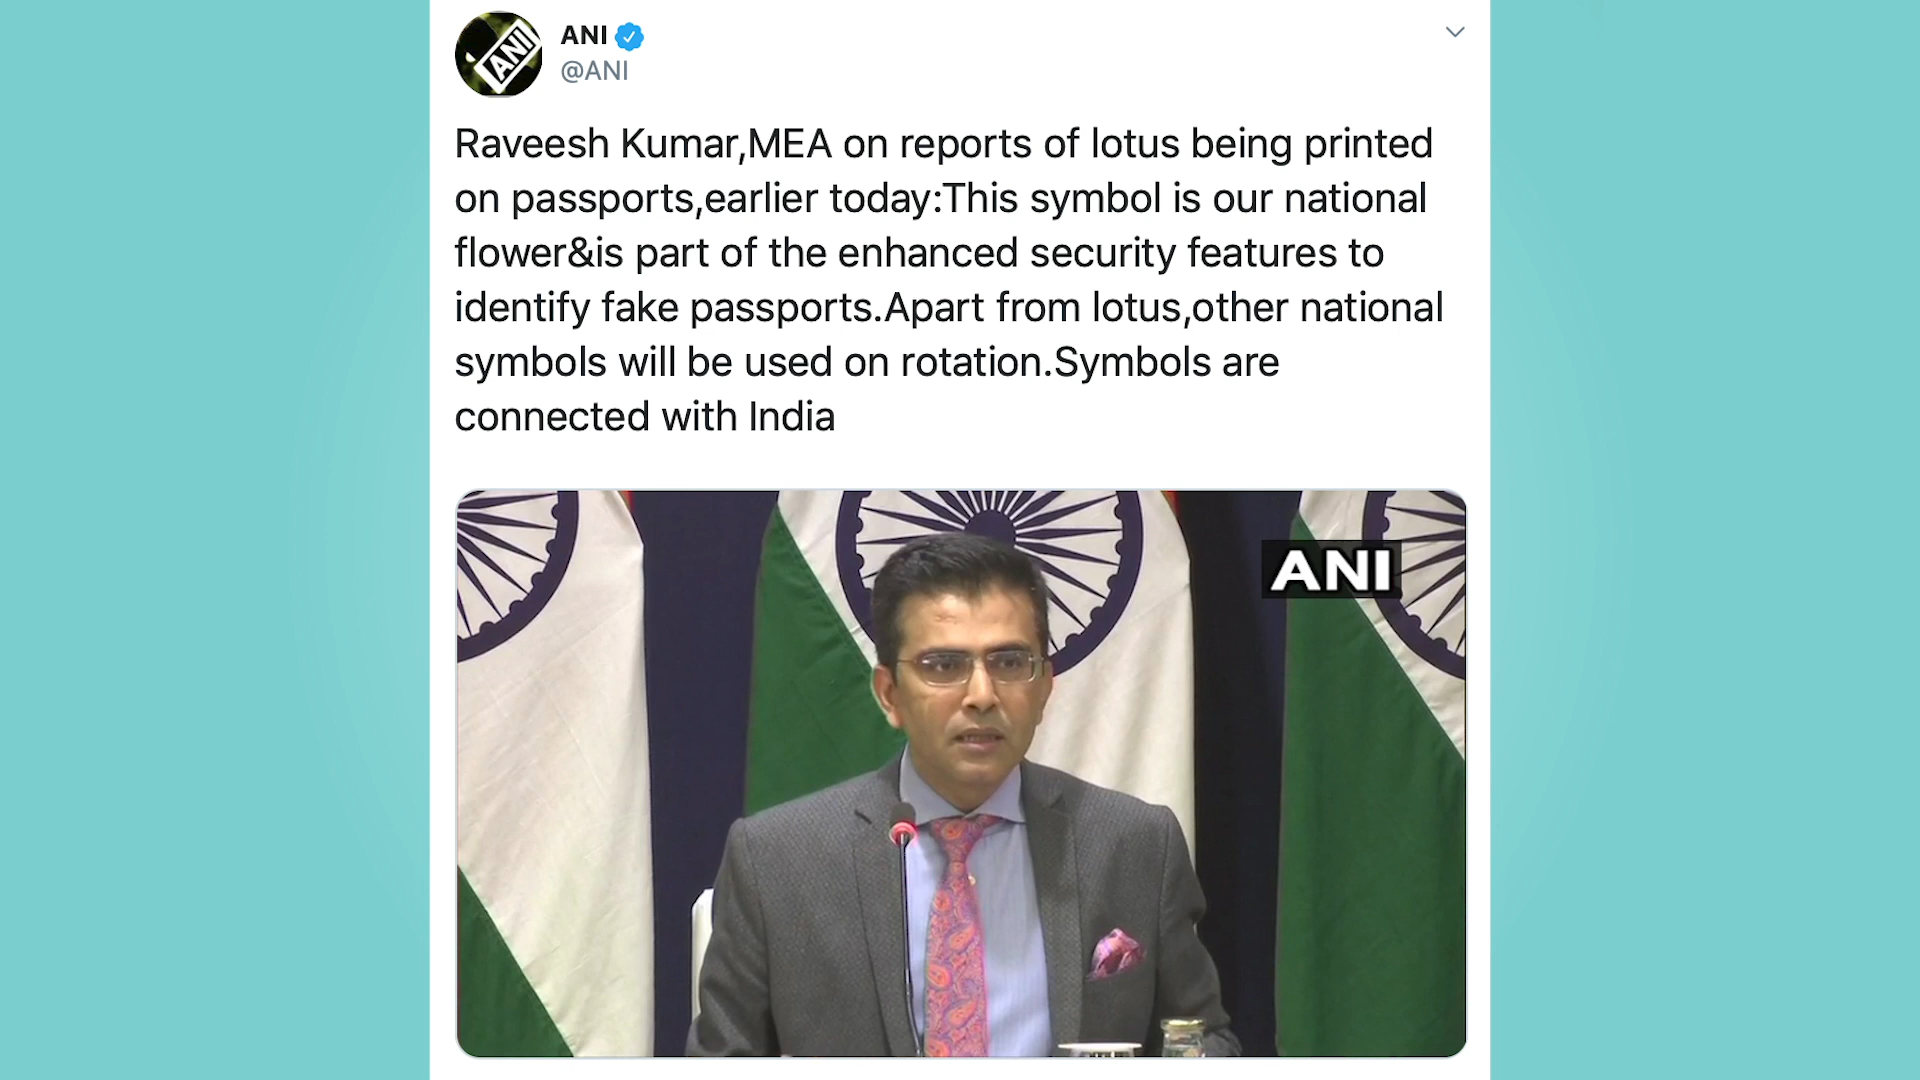 ANI
ANI
@ANI
Raveesh Kumar,MEA on reports of lotus being printed
on passports,earlier today:This symbol is our national
flower&is part of the enhanced security features to
identify fake passports.Apart from lotus,other national
symbols will be used on rotation.Symbols are
connected with India
ANI